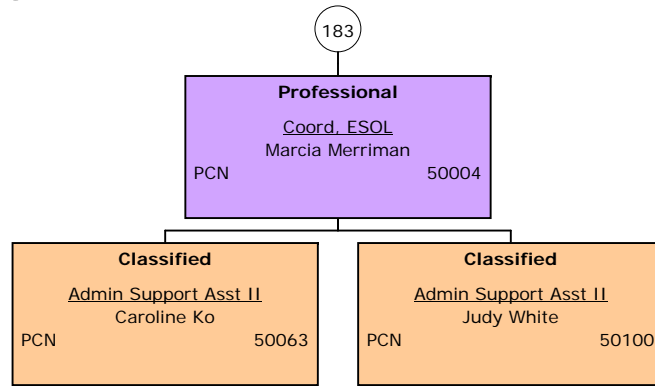 183
Professional
Coord, ESOL
Marcia Merriman
PCN 50004
Classified
Admin Support Asst II
Caroline Ko
PCN 50063
Classified
Admin Support Asst II
Judy White
PCN 50100